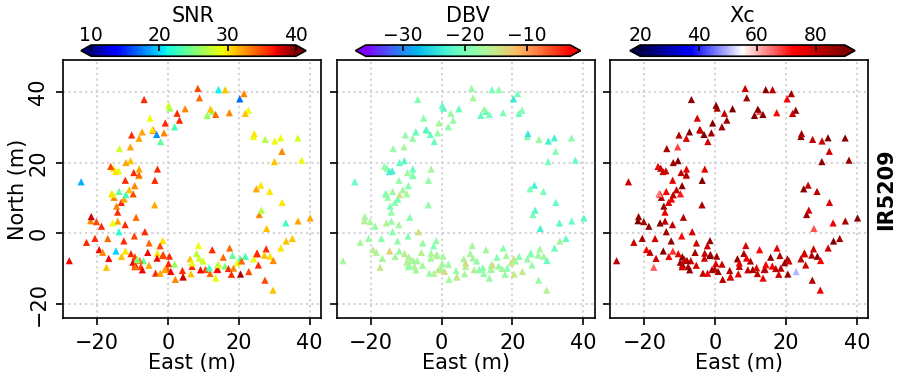 SNR DBV Xc
10 20 30 40 −30 −20 −10 20 40 60 80
North (m)
40
20
0
−20
IR5209
−20 0 20 40 −20 0 20 40 −20 0 20 40
East (m) East (m) East (m)